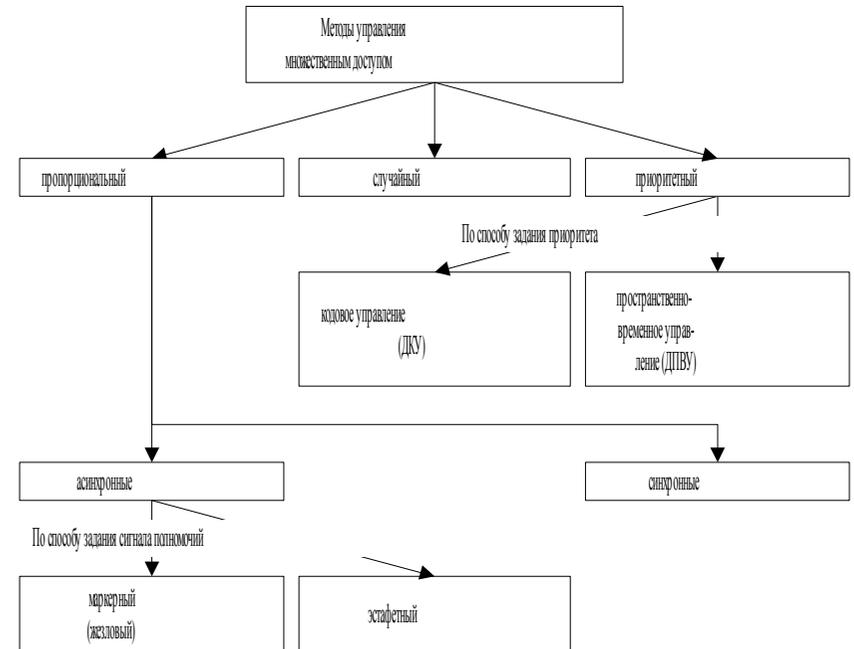 Методы управления
множественным доступом
пропорциональный
случайный
приоритетный
По способу задания приоритета
кодовое управление
(ДКУ)
пространственно-
временное управ-
ление (ДПВУ)
асинхронные
синхронные
По способу задания сигнала полномочий
маркерный
(жезловый)
эстафетный